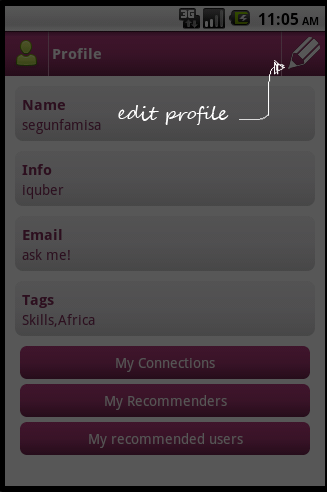 3G 11:05 AM
Profile
edit profile
Name
segunfamisa
Info
iquber
Email
ask me!
Tags
Skills,Africa
My Connections
My Recommenders
My recommended users